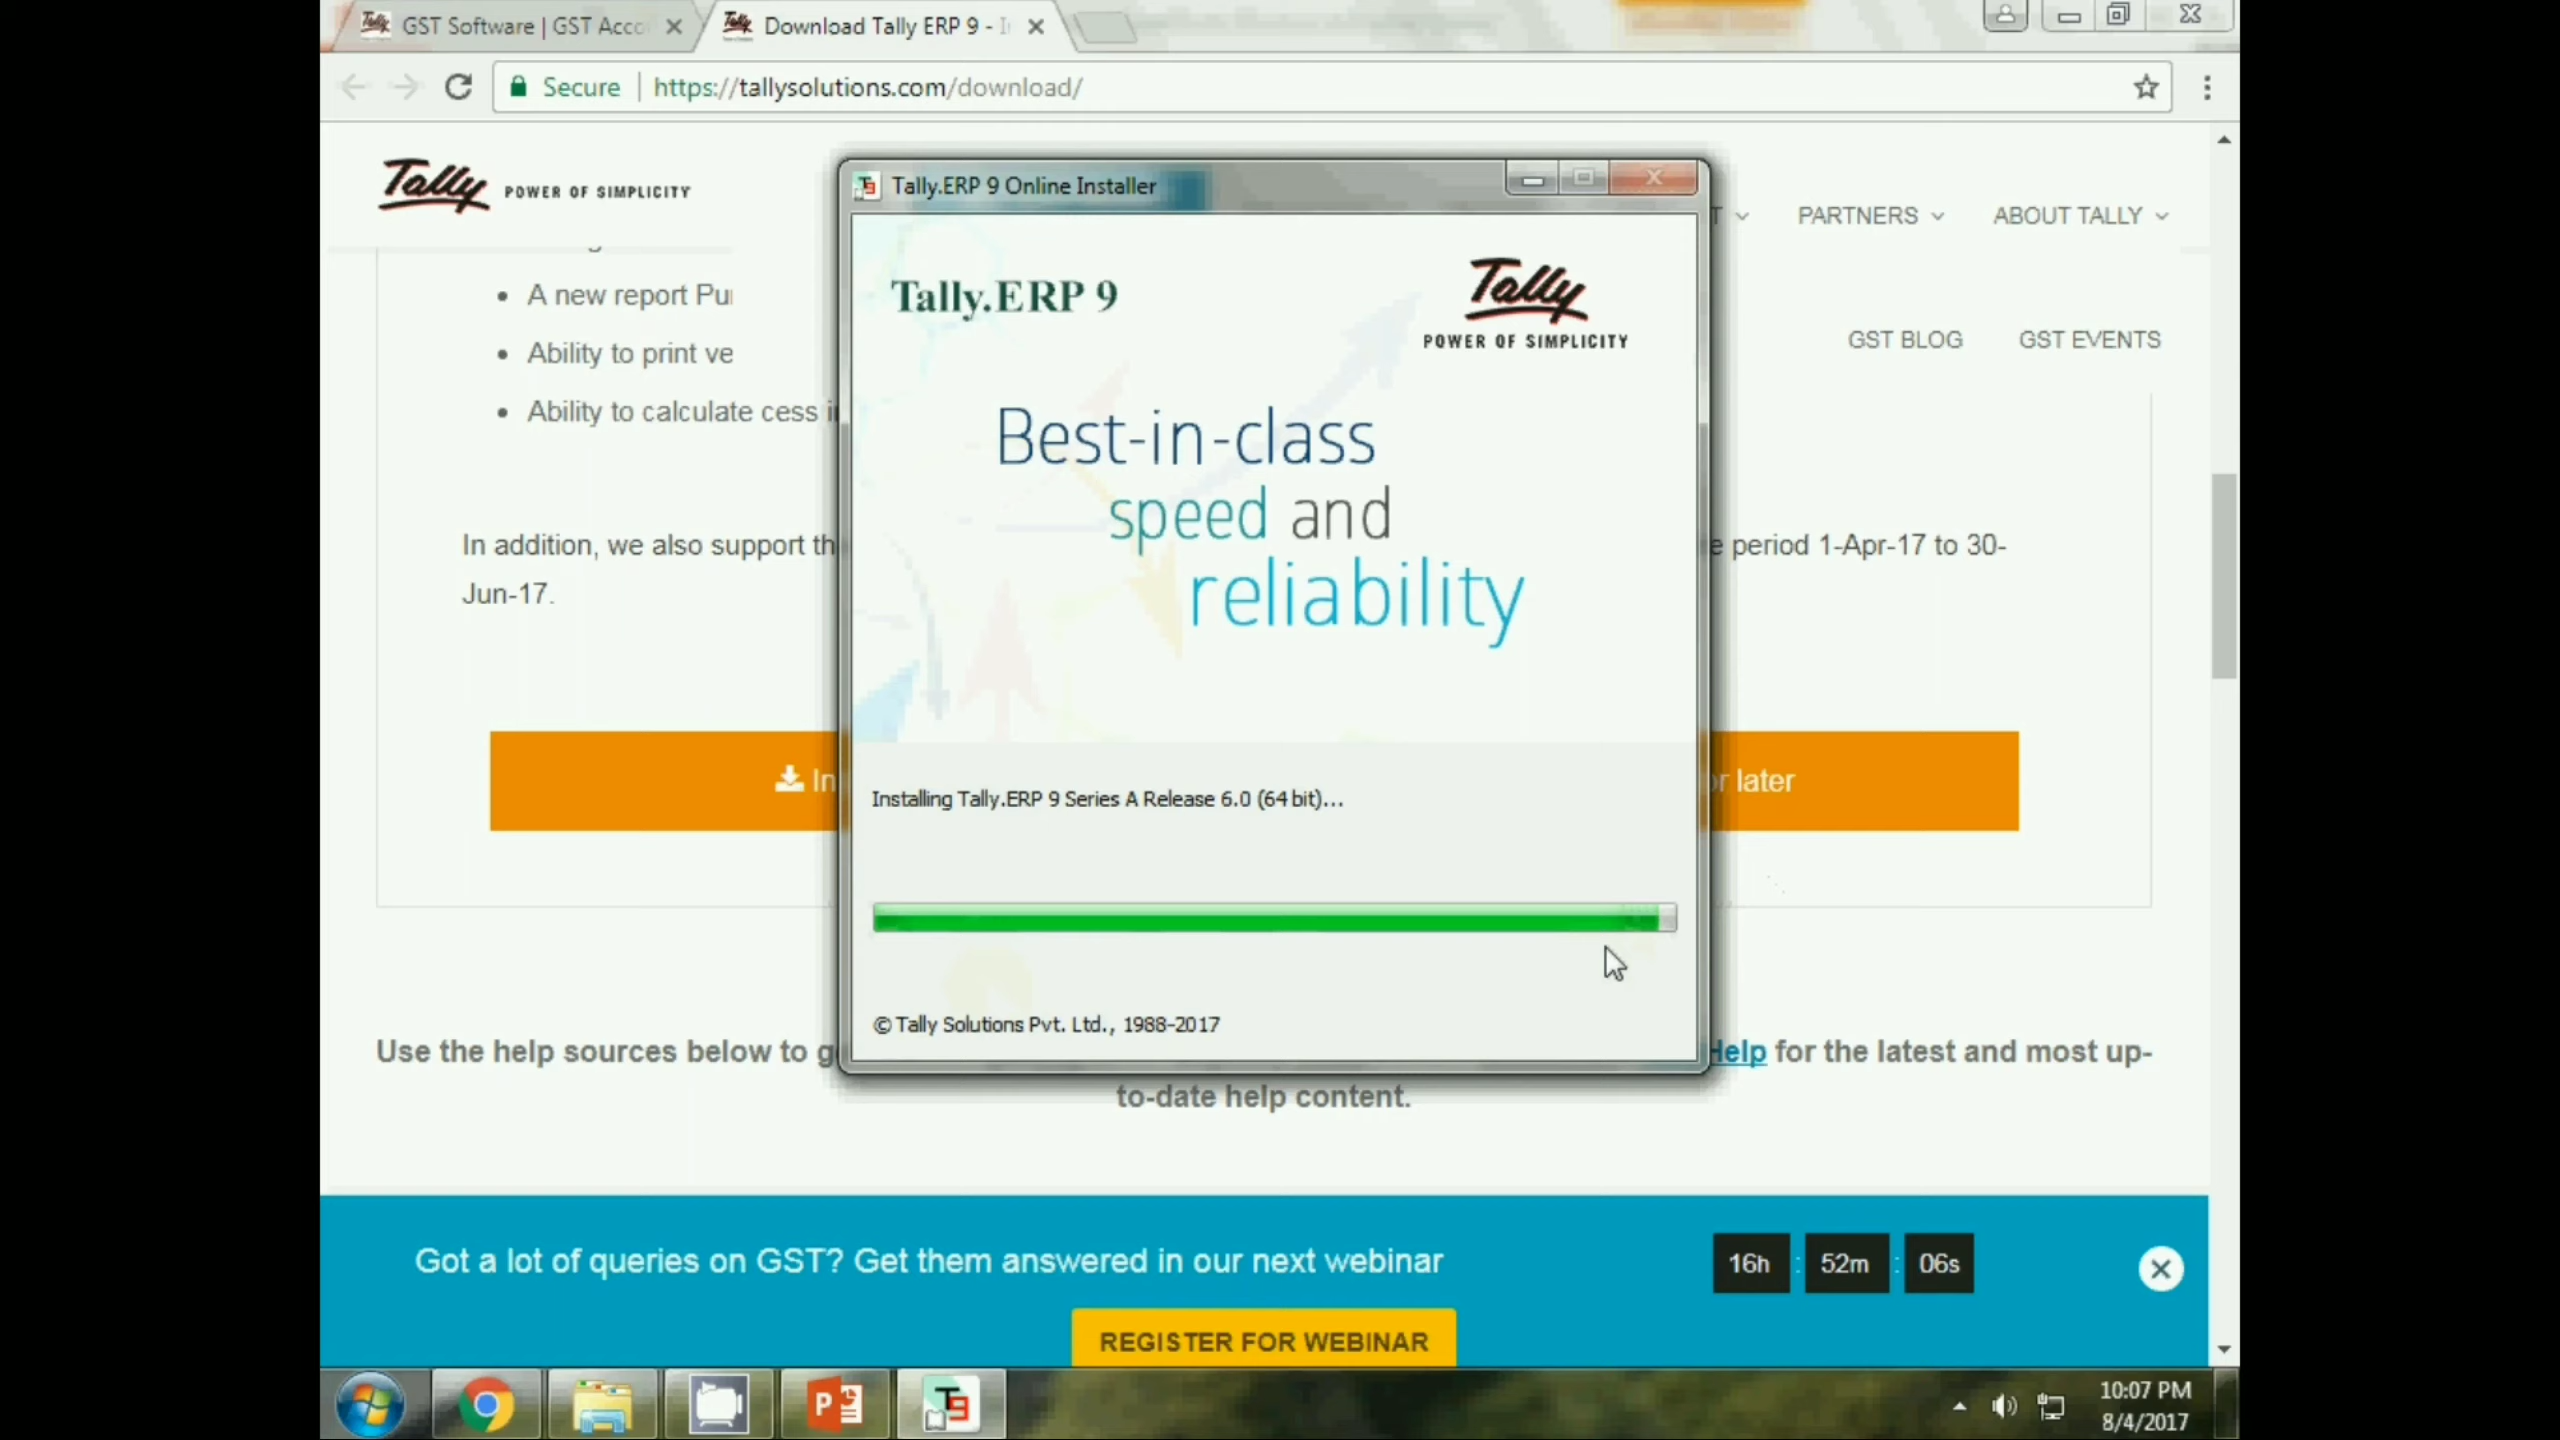 GST Software | GST Acco
Download Tally ERP 9 - I
Secure
https://tallysolutions.com/download/
Tally POWER OF SIMPLICITY
T
PARTNERS
ABOUT TALLY
GST BLOG
GST EVENTS
A new report Pur
Ability to print ve
Ability to calculate cess i
In addition, we also support th
e period 1-Apr-17 to 30-
Jun-17.
In
or later
Use the help sources below to g
Help for the latest and most up-
to-date help content.
Tally.ERP 9 Online Installer
Tally.ERP 9
Tally
POWER OF SIMPLICITY
Best-in-class
speed and
reliability
Installing Tally.ERP 9 Series A Release 6.0 (64 bit)...
© Tally Solutions Pvt. Ltd., 1988-2017
Got a lot of queries on GST? Get them answered in our next webinar
16h : 52m : 06s
REGISTER FOR WEBINAR
10:07 PM
8/4/2017